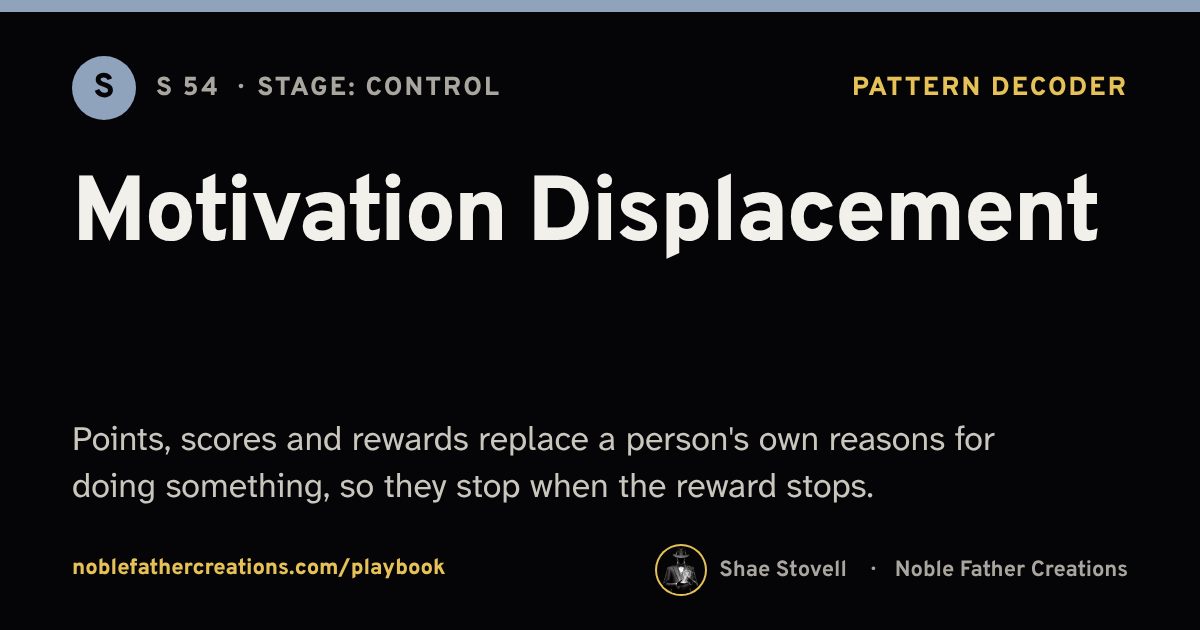 S
S 54 · STAGE: CONTROL
PATTERN DECODER
Motivation Displacement
Points, scores and rewards replace a person's own reasons for
doing something, so they stop when the reward stops.
noblefathercreations.com/playbook
Shae Stovell · Noble Father Creations